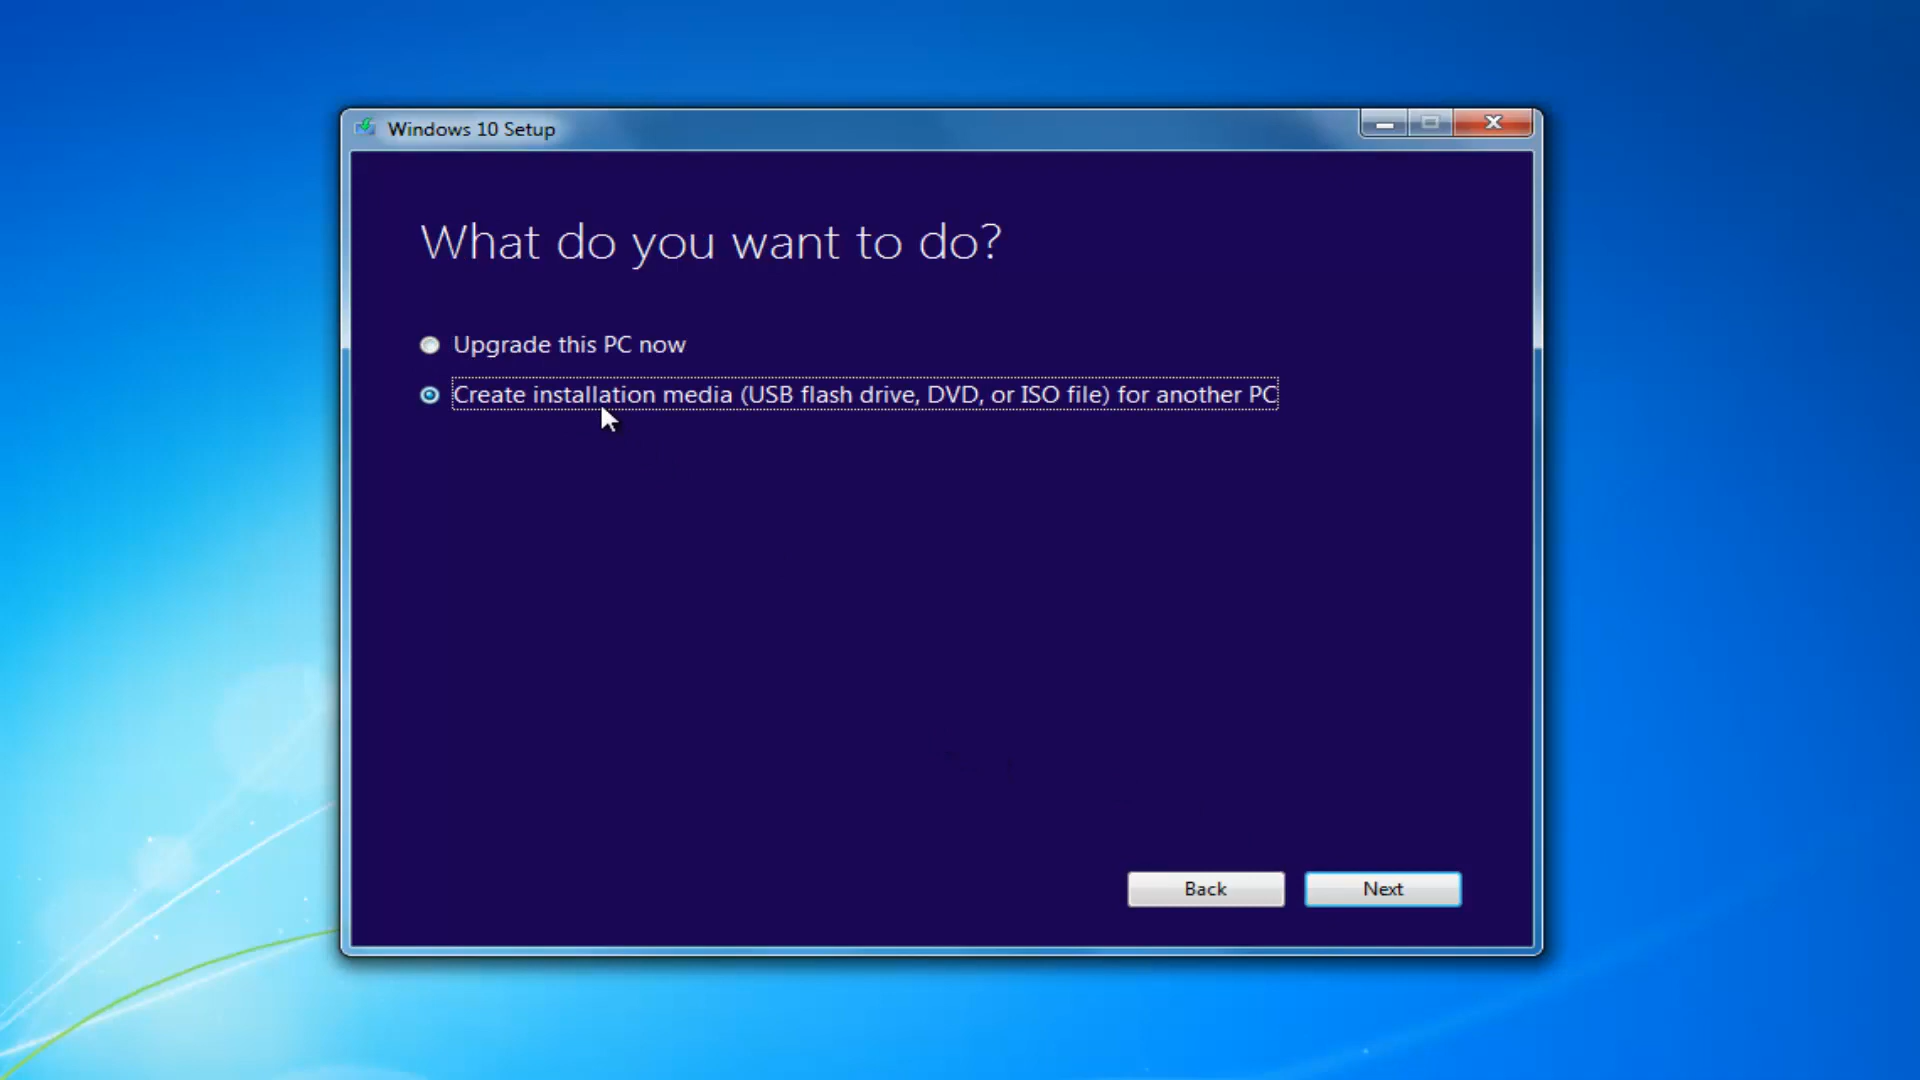 Windows 10 Setup
What do you want to do?
Upgrade this PC now
Create installation media (USB flash drive, DVD, or ISO file) for another PC
Back
Next